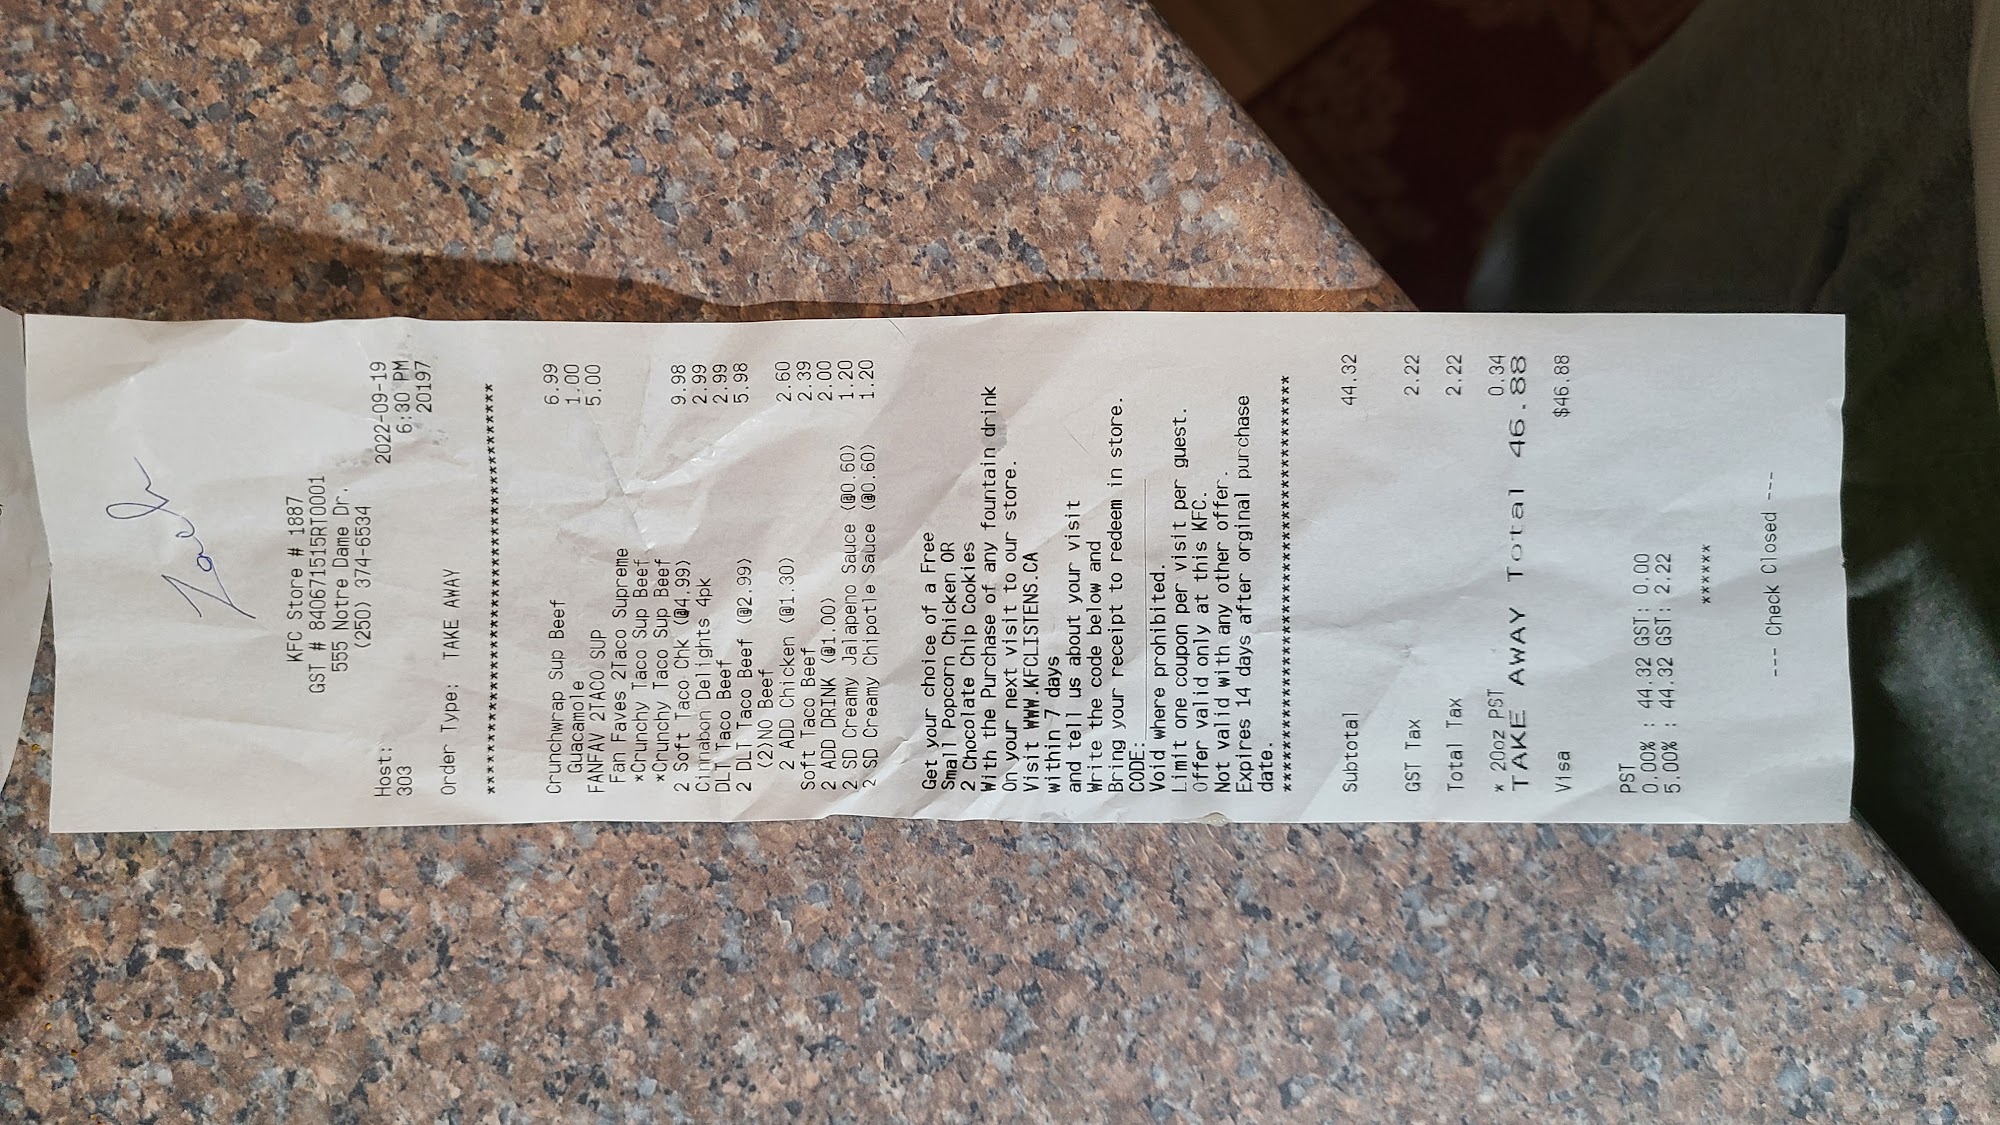 Zach
KFC Store # 1887
GST # 840671515RT0001
555 Notre Dame Dr.
(250) 374-6534
Host: 2022-09-19
303 6:30 PM
20197
Order Type: TAKE AWAY
****************************************
Crunchwrap Sup Beef 6.99
Guacamole 1.00
FANFAV 2TACO SUP 5.00
Fan Faves 2Taco Supreme
*Crunchy Taco Sup Beef
*Crunchy Taco Sup Beef
2 Soft Taco Chk (@4.99) 9.98
Cinnabon Delights 4pk 2.99
DLT Taco Beef 2.99
2 DLT Taco Beef (@2.99) 5.98
(2)NO Beef
2 ADD Chicken (@1.30) 2.60
Soft Taco Beef 2.39
2 ADD DRINK (@1.00) 2.00
2 SD Creamy Jalapeno Sauce (@0.60) 1.20
2 SD Creamy Chipotle Sauce (@0.60) 1.20
Get your choice of a Free
Small Popcorn Chicken OR
2 Chocolate Chip Cookies
With the Purchase of any fountain drink
On your next visit to our store.
Visit WWW.KFCLISTENS.CA
within 7 days
and tell us about your visit
Write the code below and
Bring your receipt to redeem in store.
CODE:____________________
Void where prohibited.
Limit one coupon per visit per guest.
Offer valid only at this KFC.
Not valid with any other offer.
Expires 14 days after orginal purchase
date.
****************************************
Subtotal 44.32
GST Tax 2.22
Total Tax 2.22
* 20oz PST 0.34
TAKE AWAY Total 46.88
Visa $46.88
PST
0.00% : 44.32 GST: 0.00
5.00% : 44.32 GST: 2.22
******
--- Check Closed ---